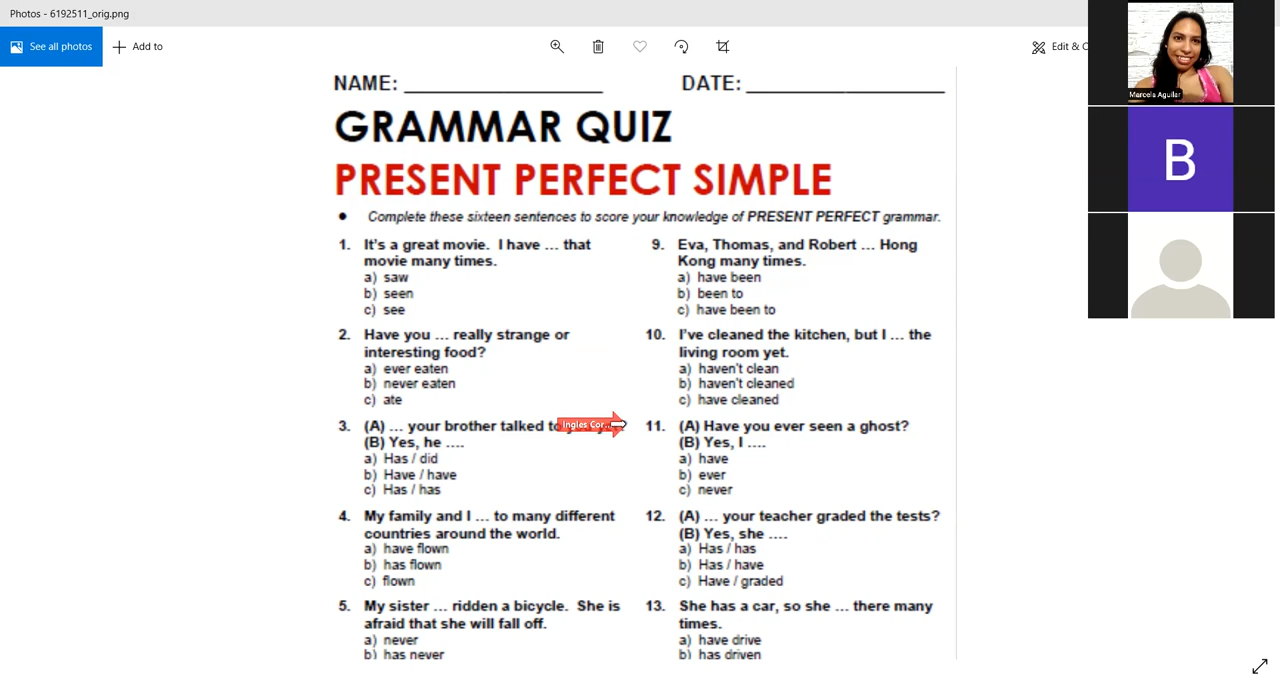 Photos - 6192511_orig.png
See all photos
Add to
Edit & C
Marcela Aguilar
B
NAME: ____________________ DATE: ____________________
GRAMMAR QUIZ
PRESENT PERFECT SIMPLE
• Complete these sixteen sentences to score your knowledge of PRESENT PERFECT grammar.
1. It's a great movie. I have … that
movie many times.
a) saw
b) seen
c) see
2. Have you … really strange or
interesting food?
a) ever eaten
b) never eaten
c) ate
3. (A) … your brother talked to
Ingles Cor...
(B) Yes, he ….
a) Has / did
b) Have / have
c) Has / has
4. My family and I … to many different
countries around the world.
a) have flown
b) has flown
c) flown
5. My sister … ridden a bicycle. She is
afraid that she will fall off.
a) never
b) has never
9. Eva, Thomas, and Robert … Hong
Kong many times.
a) have been
b) been to
c) have been to
10. I've cleaned the kitchen, but I … the
living room yet.
a) haven't clean
b) haven't cleaned
c) have cleaned
11. (A) Have you ever seen a ghost?
(B) Yes, I ….
a) have
b) ever
c) never
12. (A) … your teacher graded the tests?
(B) Yes, she ….
a) Has / has
b) Has / have
c) Have / graded
13. She has a car, so she … there many
times.
a) have drive
b) has driven